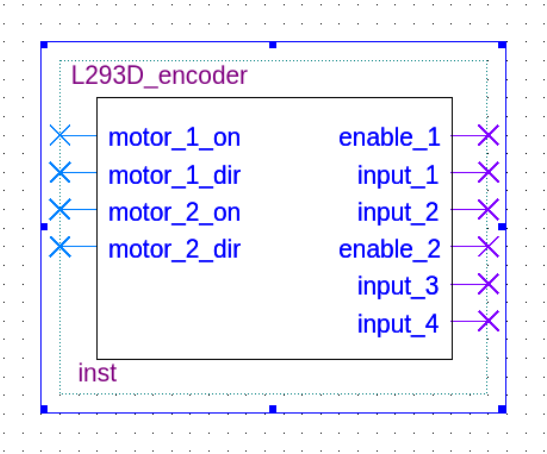 L293D_encoder
motor_1_on enable_1
motor_1_dir input_1
motor_2_on input_2
motor_2_dir enable_2
input_3
input_4
inst